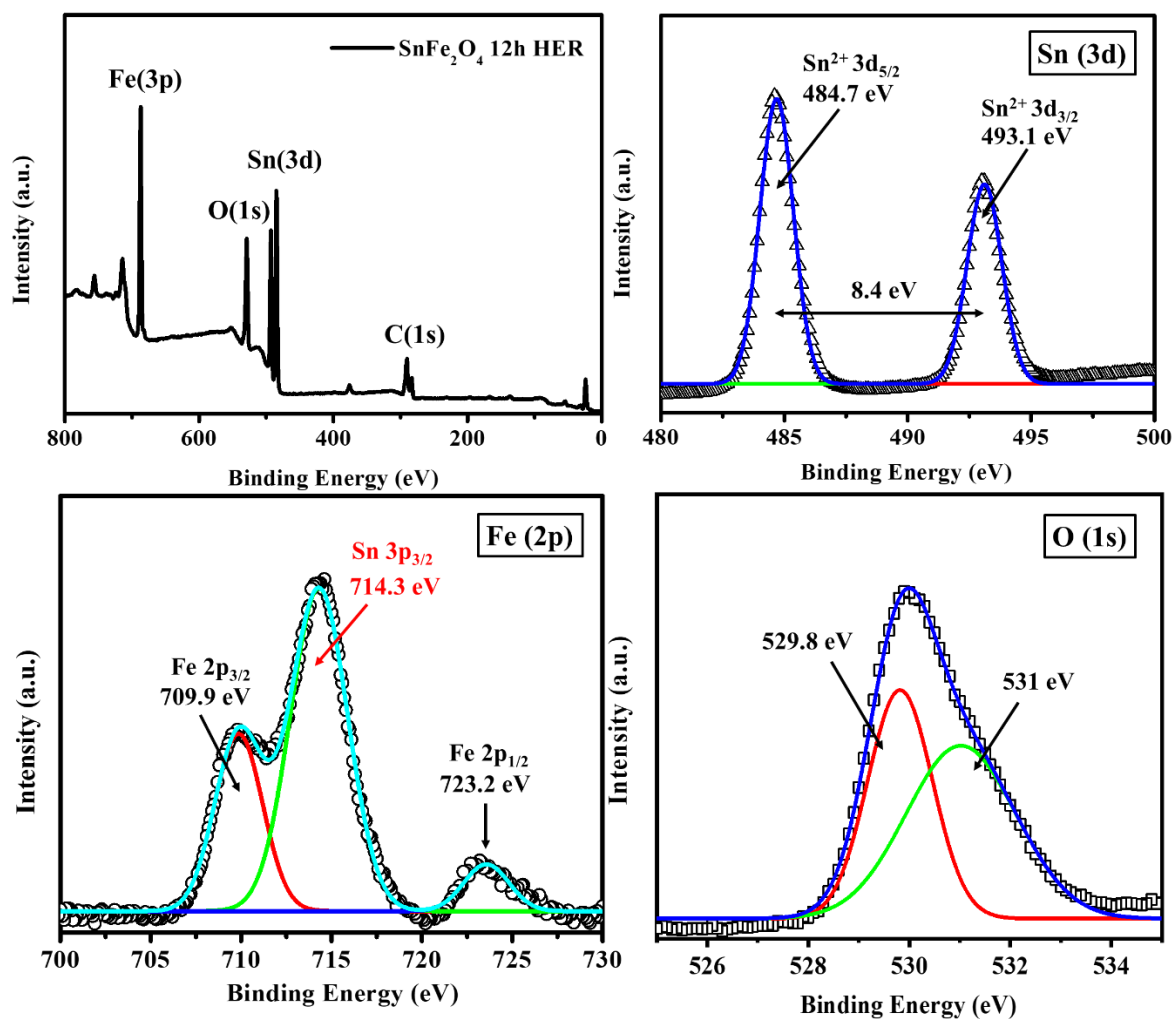 SnFe₂O₄ 12h HER
Fe(3p)
Sn(3d)
O(1s)
C(1s)
Intensity (a.u.)
800 600 400 200 0
Binding Energy (eV)
Sn (3d)
Sn²⁺ 3d₅/₂
484.7 eV
Sn²⁺ 3d₃/₂
493.1 eV
8.4 eV
Intensity (a.u.)
480 485 490 495 500
Binding Energy (eV)
Fe (2p)
Sn 3p₃/₂
714.3 eV
Fe 2p₃/₂
709.9 eV
Fe 2p₁/₂
723.2 eV
Intensity (a.u.)
700 705 710 715 720 725 730
Binding Energy (eV)
O (1s)
529.8 eV
531 eV
Intensity (a.u.)
526 528 530 532 534
Binding Energy (eV)